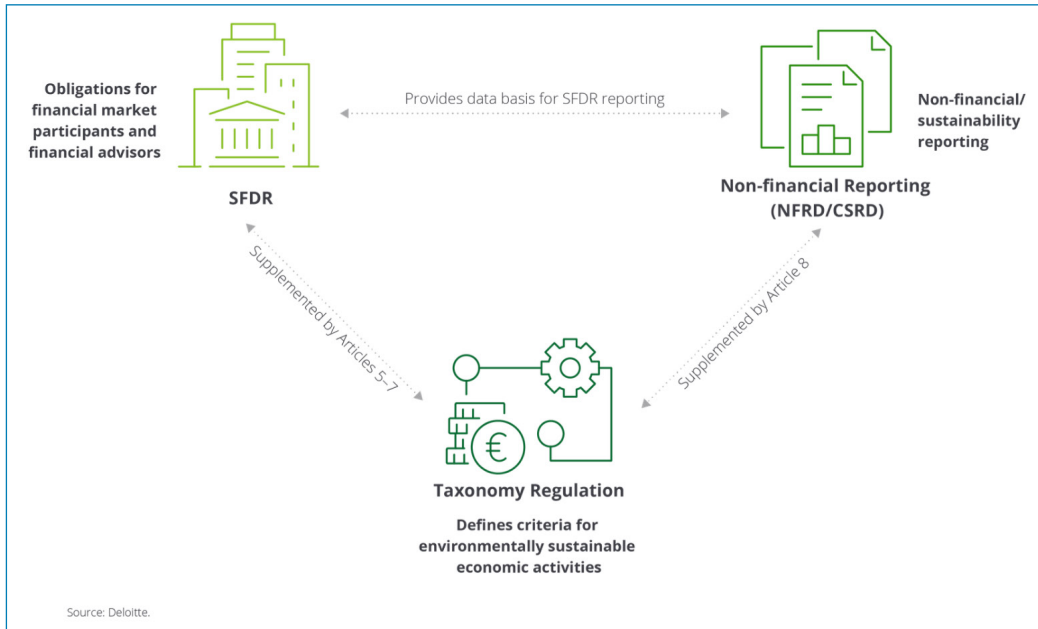 Obligations for
financial market
participants and
financial advisors
SFDR
Provides data basis for SFDR reporting
Non-financial/
sustainability
reporting
Non-financial Reporting
(NFRD/CSRD)
Supplemented by Articles 5–7
Supplemented by Article 8
€
Taxonomy Regulation
Defines criteria for
environmentally sustainable
economic activities
Source: Deloitte.